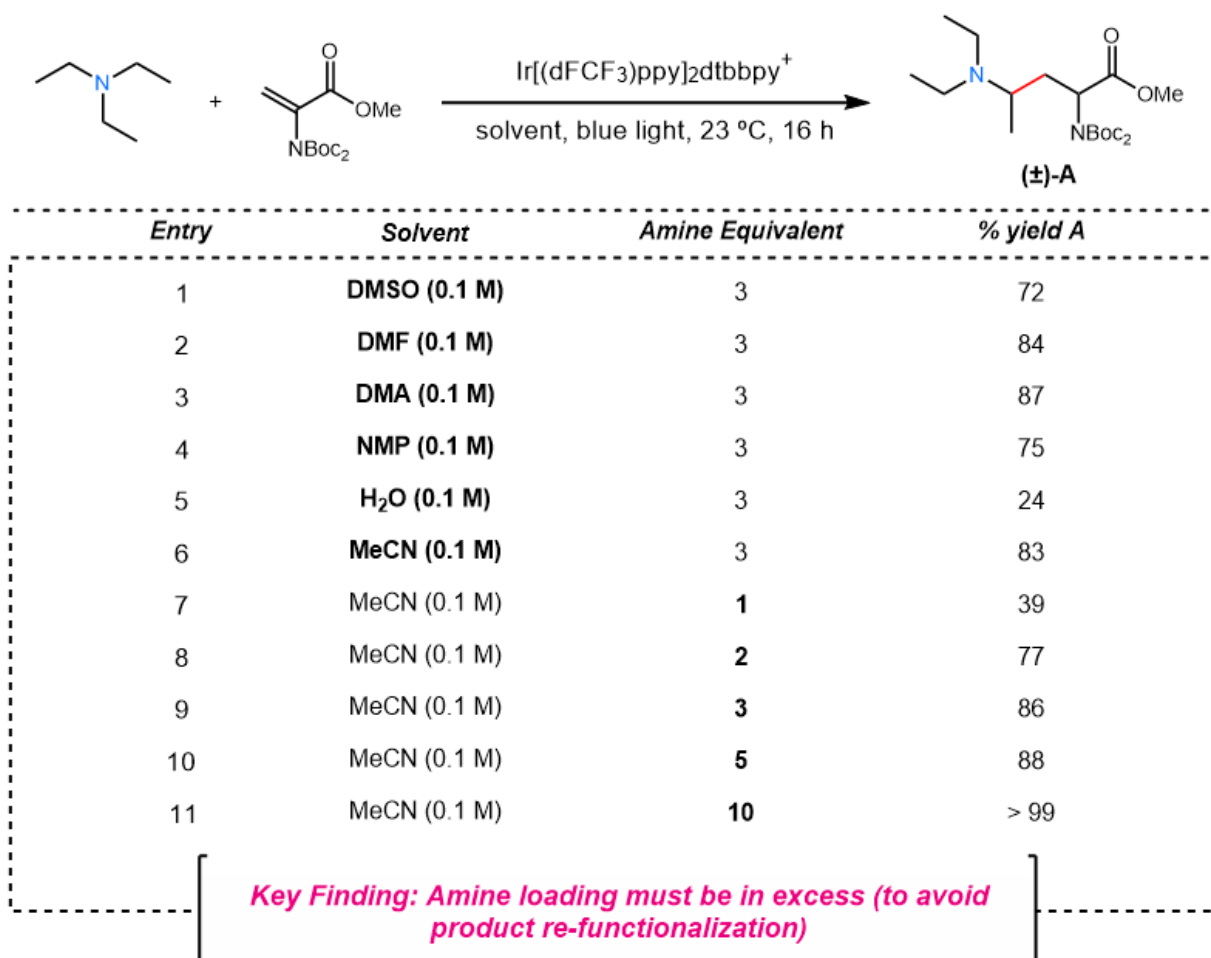 N
+
O
OMe
NBoc₂
Ir[(dFCF₃)ppy]₂dtbbpy⁺
solvent, blue light, 23 ºC, 16 h
N
O
OMe
NBoc₂
(±)-A
Entry Solvent Amine Equivalent % yield A
1 DMSO (0.1 M) 3 72
2 DMF (0.1 M) 3 84
3 DMA (0.1 M) 3 87
4 NMP (0.1 M) 3 75
5 H₂O (0.1 M) 3 24
6 MeCN (0.1 M) 3 83
7 MeCN (0.1 M) 1 39
8 MeCN (0.1 M) 2 77
9 MeCN (0.1 M) 3 86
10 MeCN (0.1 M) 5 88
11 MeCN (0.1 M) 10 > 99
Key Finding: Amine loading must be in excess (to avoid
product re-functionalization)